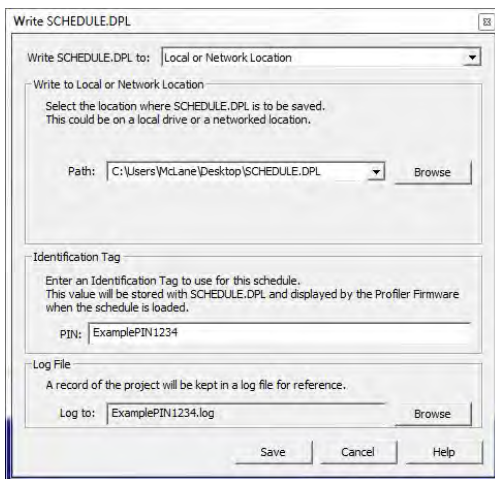 Write SCHEDULE.DPL
Write SCHEDULE.DPL to: Local or Network Location
Write to Local or Network Location
Select the location where SCHEDULE.DPL is to be saved.
This could be on a local drive or a networked location.
Path: C:\Users\McLane\Desktop\SCHEDULE.DPL Browse
Identification Tag
Enter an Identification Tag to use for this schedule.
This value will be stored with SCHEDULE.DPL and displayed by the Profiler Firmware
when the schedule is loaded.
PIN: ExamplePIN1234
Log File
A record of the project will be kept in a log file for reference.
Log to: ExamplePIN1234.log Browse
Save Cancel Help